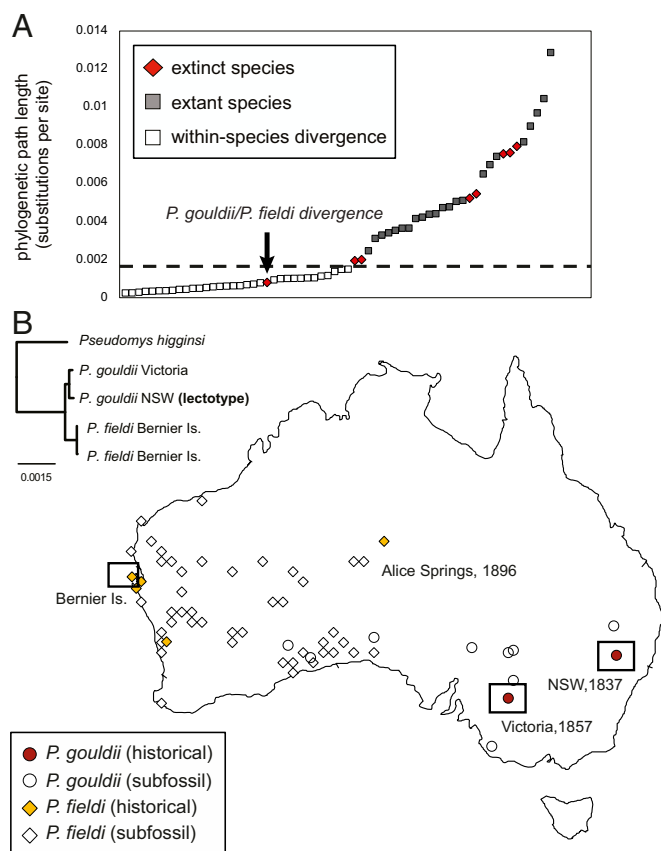 A
phylogenetic path length
(substitutions per site)
0.014
0.012
0.01
0.008
0.006
0.004
0.002
0
extinct species
extant species
within-species divergence
P. gouldii/P. fieldi divergence
B
Pseudomys higginsi
P. gouldii Victoria
P. gouldii NSW (lectotype)
P. fieldi Bernier Is.
P. fieldi Bernier Is.
0.0015
Alice Springs, 1896
Bernier Is.
NSW,1837
Victoria,1857
P. gouldii (historical)
P. gouldii (subfossil)
P. fieldi (historical)
P. fieldi (subfossil)